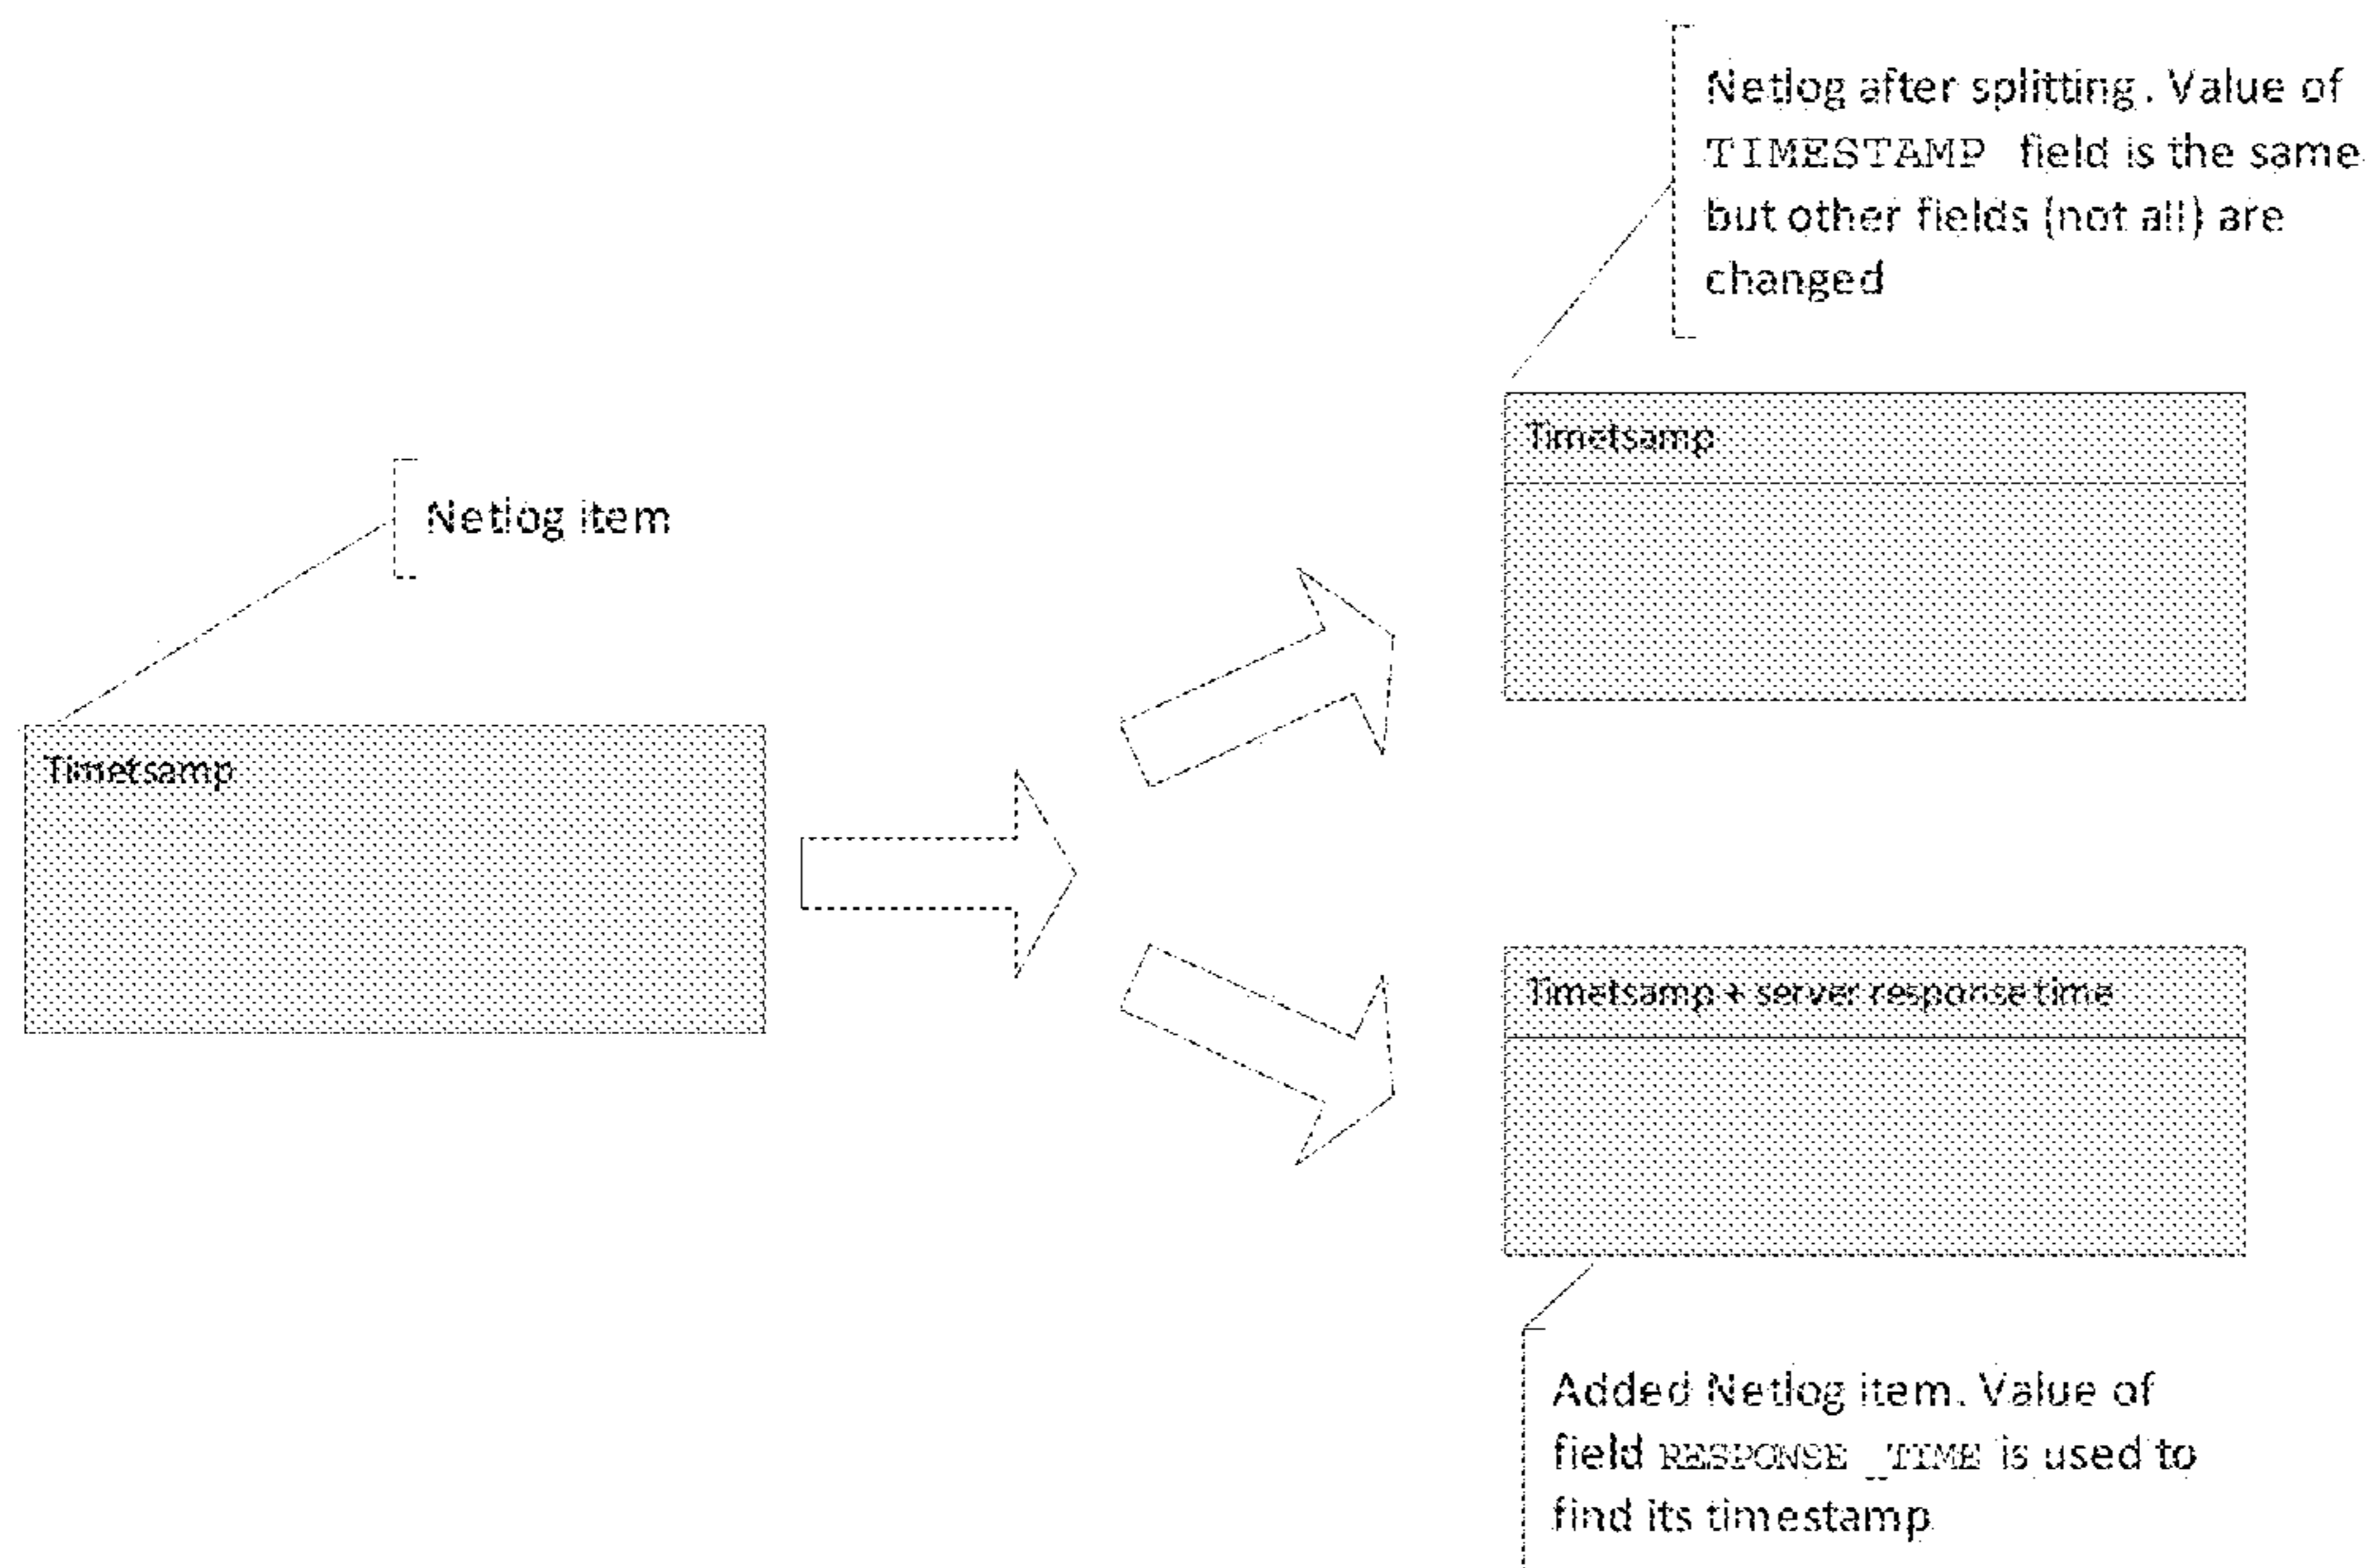 Netlog after splitting. Value of
TIMESTAMP field is the same
but other fields (not all) are
changed
Timetsamp
Netlog item
Timetsamp
Timetsamp + server response time
Added Netlog item. Value of
field RESPONSE_TIME is used to
find its timestamp